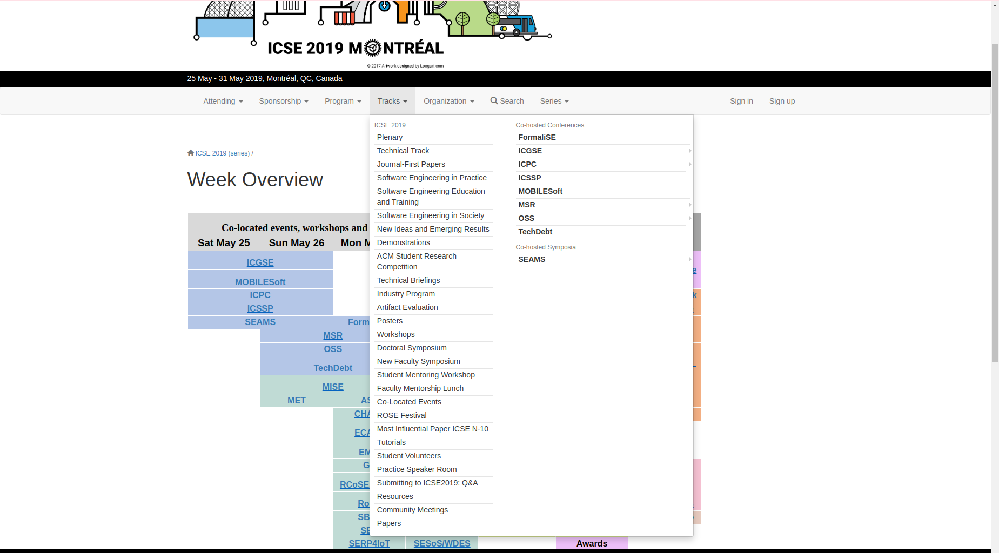 ICSE 2019 MONTRÉAL
© 2017 Artwork designed by Loogart.com
25 May - 31 May 2019, Montréal, QC, Canada
Attending Sponsorship Program Tracks Organization Search Series Sign in Sign up
ICSE 2019
Plenary
Technical Track
Journal-First Papers
Software Engineering in Practice
Software Engineering Education
and Training
Software Engineering in Society
New Ideas and Emerging Results
Demonstrations
ACM Student Research
Competition
Technical Briefings
Industry Program
Artifact Evaluation
Posters
Workshops
Doctoral Symposium
New Faculty Symposium
Student Mentoring Workshop
Faculty Mentorship Lunch
Co-Located Events
ROSE Festival
Most Influential Paper ICSE N-10
Tutorials
Student Volunteers
Practice Speaker Room
Submitting to ICSE2019: Q&A
Resources
Community Meetings
Papers
Co-hosted Conferences
FormaliSE
ICGSE
ICPC
ICSSP
MOBILESoft
MSR
OSS
TechDebt
Co-hosted Symposia
SEAMS
ICSE 2019 (series) /
Week Overview
Co-located events, workshops and
Sat May 25 Sun May 26 Mon M
ICGSE
MOBILESoft
ICPC
ICSSP
SEAMS Form
MSR
OSS
TechDebt
MISE
MET AS
CHA
ECA
EM
G
RCoSE
Ro
SB
SE
SERP4IoT SESoS/WDES Awards